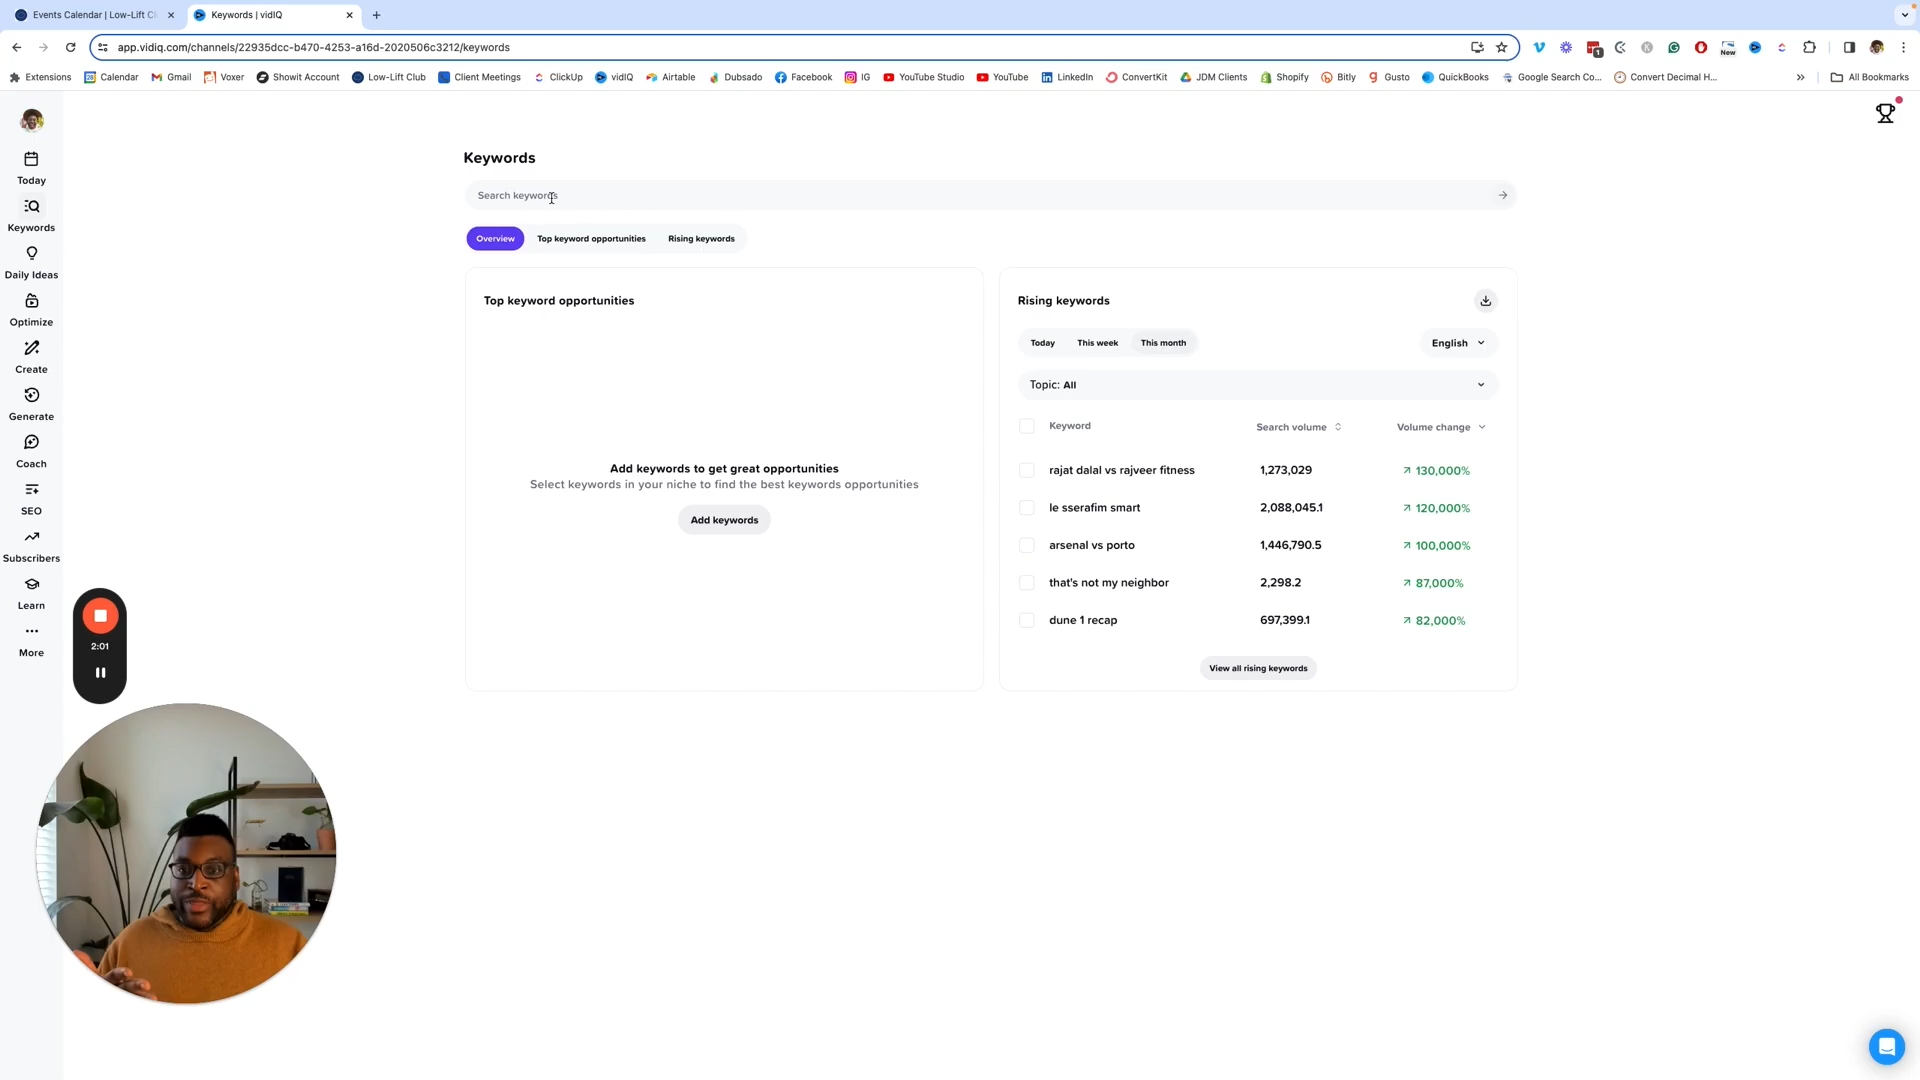 Events Calendar | Low-Lift Cl
Keywords | vidIQ
app.vidiq.com/channels/22935dcc-b470-4253-a16d-2020506c3212/keywords
New
1
Extensions
Calendar
Gmail
Voxer
Showit Account
Low-Lift Club
Client Meetings
ClickUp
vidIQ
Airtable
Dubsado
Facebook
IG
YouTube Studio
YouTube
LinkedIn
ConvertKit
JDM Clients
Shopify
Bitly
Gusto
QuickBooks
Google Search Co...
Convert Decimal H...
All Bookmarks
Today
Keywords
Daily Ideas
Optimize
Create
Generate
Coach
SEO
Subscribers
Learn
More
2:01
Keywords
Search keywords
Overview
Top keyword opportunities
Rising keywords
Top keyword opportunities
Add keywords to get great opportunities
Select keywords in your niche to find the best keywords opportunities
Add keywords
Rising keywords
Today This week This month
English
Topic: All
Keyword Search volume Volume change
rajat dalal vs rajveer fitness 1,273,029 130,000%
le sserafim smart 2,088,045.1 120,000%
arsenal vs porto 1,446,790.5 100,000%
that's not my neighbor 2,298.2 87,000%
dune 1 recap 697,399.1 82,000%
View all rising keywords